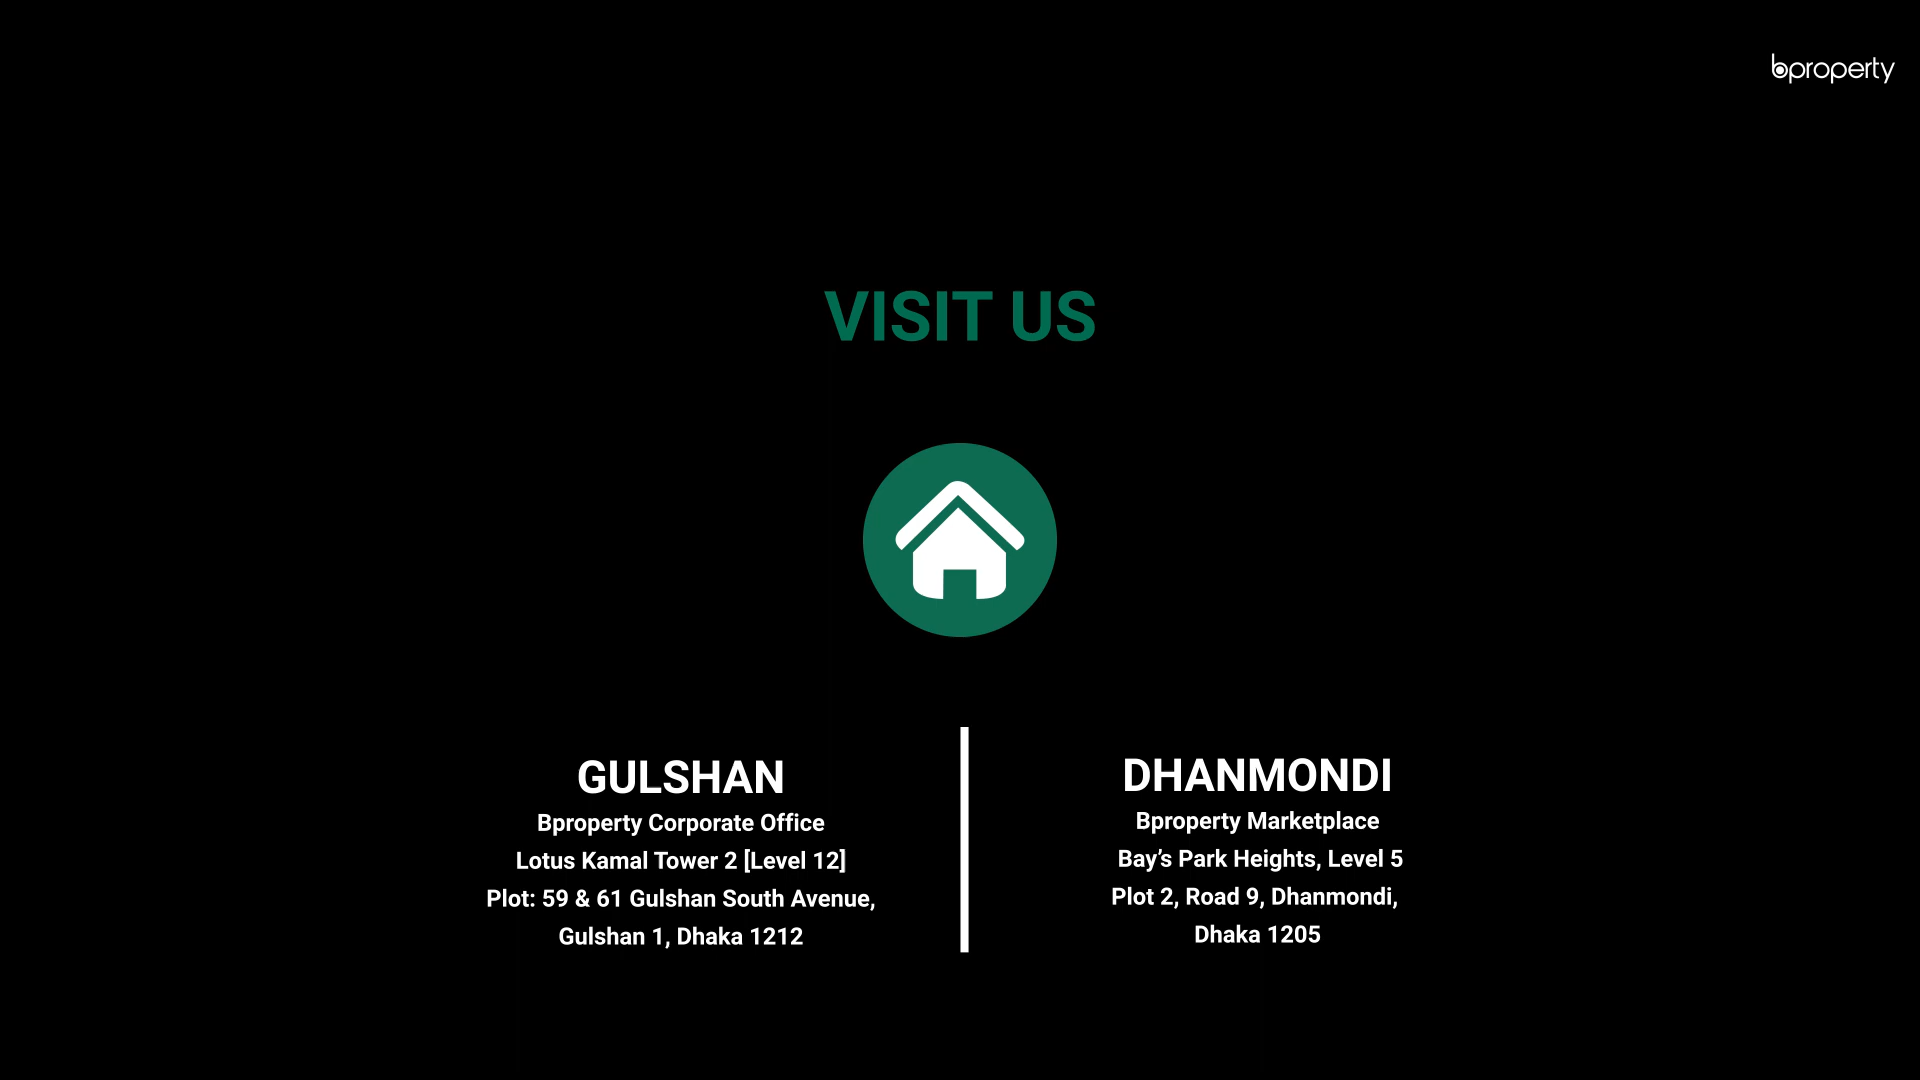 bproperty
VISIT US
GULSHAN
Bproperty Corporate Office
Lotus Kamal Tower 2 [Level 12]
Plot: 59 & 61 Gulshan South Avenue,
Gulshan 1, Dhaka 1212
DHANMONDI
Bproperty Marketplace
Bay’s Park Heights, Level 5
Plot 2, Road 9, Dhanmondi,
Dhaka 1205